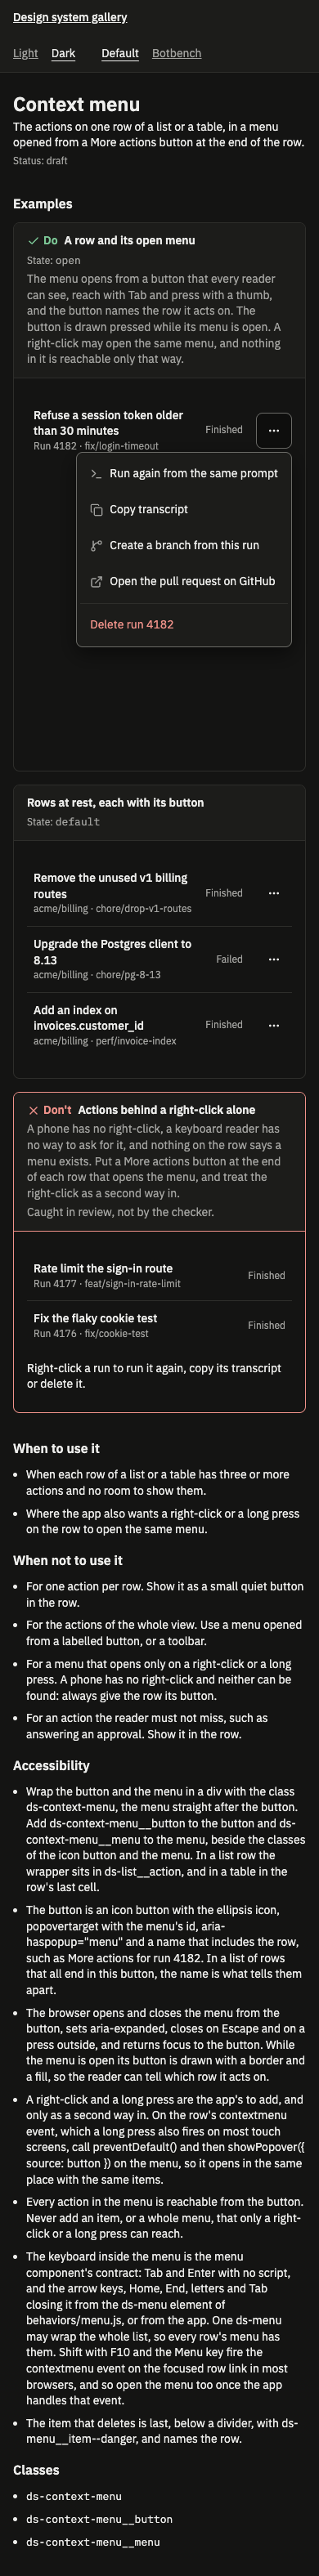 Design system gallery
Light Dark Default Botbench
Context menu
The actions on one row of a list or a table, in a menu
opened from a More actions button at the end of the row.
Status: draft
Examples
Do A row and its open menu
State: open
The menu opens from a button that every reader
can see, reach with Tab and press with a thumb,
and the button names the row it acts on. The
button is drawn pressed while its menu is open. A
right-click may open the same menu, and nothing
in it is reachable only that way.
Refuse a session token older
than 30 minutes
Run 4182 · fix/login-timeout
Finished
Run again from the same prompt
Copy transcript
Create a branch from this run
Open the pull request on GitHub
Delete run 4182
Rows at rest, each with its button
State: default
Remove the unused v1 billing
routes
acme/billing · chore/drop-v1-routes
Finished
Upgrade the Postgres client to
8.13
acme/billing · chore/pg-8-13
Failed
Add an index on
invoices.customer_id
acme/billing · perf/invoice-index
Finished
Don't Actions behind a right-click alone
A phone has no right-click, a keyboard reader has
no way to ask for it, and nothing on the row says a
menu exists. Put a More actions button at the end
of each row that opens the menu, and treat the
right-click as a second way in.
Caught in review, not by the checker.
Rate limit the sign-in route
Run 4177 · feat/sign-in-rate-limit
Finished
Fix the flaky cookie test
Run 4176 · fix/cookie-test
Finished
Right-click a run to run it again, copy its transcript
or delete it.
When to use it
• When each row of a list or a table has three or more
actions and no room to show them.
• Where the app also wants a right-click or a long press
on the row to open the same menu.
When not to use it
• For one action per row. Show it as a small quiet button
in the row.
• For the actions of the whole view. Use a menu opened
from a labelled button, or a toolbar.
• For a menu that opens only on a right-click or a long
press. A phone has no right-click and neither can be
found: always give the row its button.
• For an action the reader must not miss, such as
answering an approval. Show it in the row.
Accessibility
• Wrap the button and the menu in a div with the class
ds-context-menu, the menu straight after the button.
Add ds-context-menu__button to the button and ds-
context-menu__menu to the menu, beside the classes
of the icon button and the menu. In a list row the
wrapper sits in ds-list__action, and in a table in the
row's last cell.
• The button is an icon button with the ellipsis icon,
popovertarget with the menu's id, aria-
haspopup="menu" and a name that includes the row,
such as More actions for run 4182. In a list of rows
that all end in this button, the name is what tells them
apart.
• The browser opens and closes the menu from the
button, sets aria-expanded, closes on Escape and on a
press outside, and returns focus to the button. While
the menu is open its button is drawn with a border and
a fill, so the reader can tell which row it acts on.
• A right-click and a long press are the app's to add, and
only as a second way in. On the row's contextmenu
event, which a long press also fires on most touch
screens, call preventDefault() and then showPopover({
source: button }) on the menu, so it opens in the same
place with the same items.
• Every action in the menu is reachable from the button.
Never add an item, or a whole menu, that only a right-
click or a long press can reach.
• The keyboard inside the menu is the menu
component's contract: Tab and Enter with no script,
and the arrow keys, Home, End, letters and Tab
closing it from the ds-menu element of
behaviors/menu.js, or from the app. One ds-menu
may wrap the whole list, so every row's menu has
them. Shift with F10 and the Menu key fire the
contextmenu event on the focused row link in most
browsers, and so open the menu too once the app
handles that event.
• The item that deletes is last, below a divider, with ds-
menu__item--danger, and names the row.
Classes
• ds-context-menu
• ds-context-menu__button
• ds-context-menu__menu